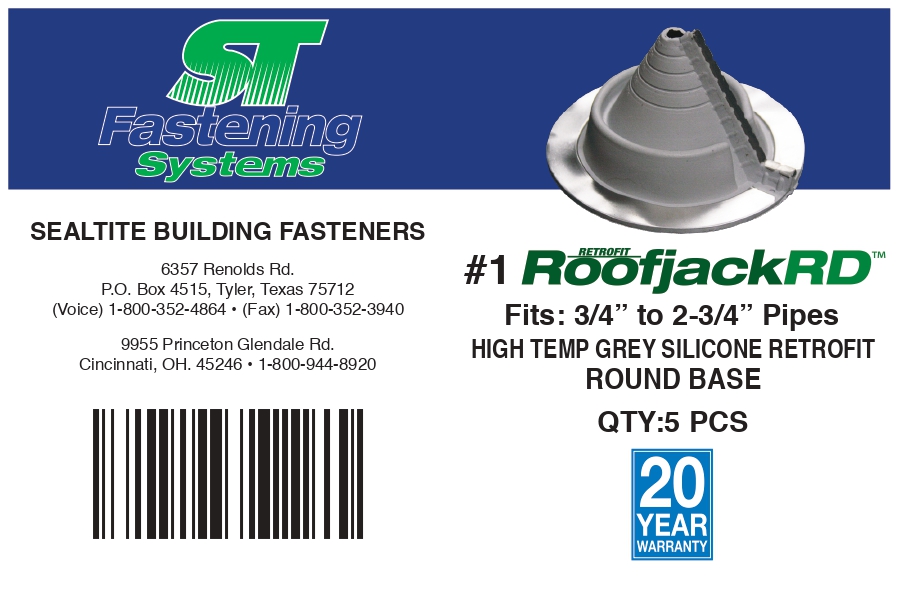 ST
Fastening
Systems
SEALTITE BUILDING FASTENERS
6357 Renolds Rd.
P.O. Box 4515, Tyler, Texas 75712
(Voice) 1-800-352-4864 • (Fax) 1-800-352-3940
9955 Princeton Glendale Rd.
Cincinnati, OH. 45246 • 1-800-944-8920
RETROFIT
#1 RoofjackRD™
Fits: 3/4” to 2-3/4” Pipes
HIGH TEMP GREY SILICONE RETROFIT
ROUND BASE
QTY:5 PCS
20
YEAR
WARRANTY